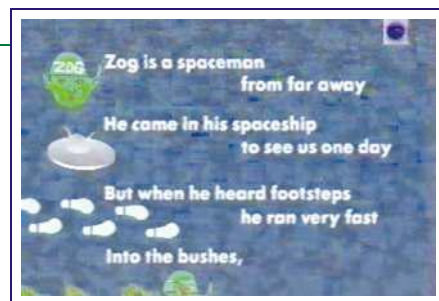 ZOG
Zog is a spaceman
from far away
He came in his spaceship
to see us one day
But when he heard footsteps
he ran very fast
Into the bushes,